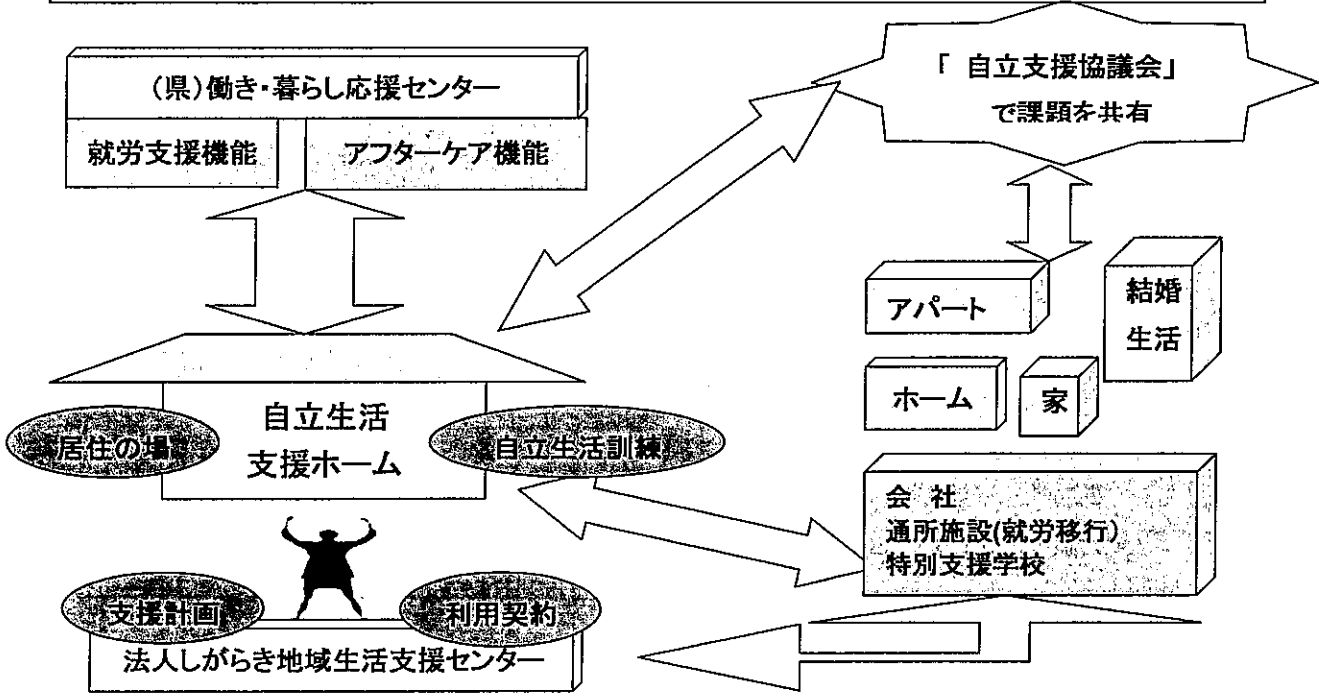 (県)働き・暮らし応援センター
就労支援機能
アフターケア機能
「 自立支援協議会」
で課題を共有
アパート
結婚
生活
ホーム
家
自立生活
支援ホーム
居住の場
自立生活訓練
会 社
通所施設(就労移行)
特別支援学校
支援計画
利用契約
法人しがらき地域生活支援センター